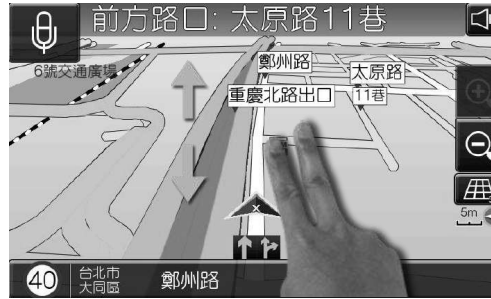 前方路口: 太原路11巷
6號交通廣場
鄭州路
太原路
重慶北路出口
11巷
5m
40
台北市
大同區
鄭州路